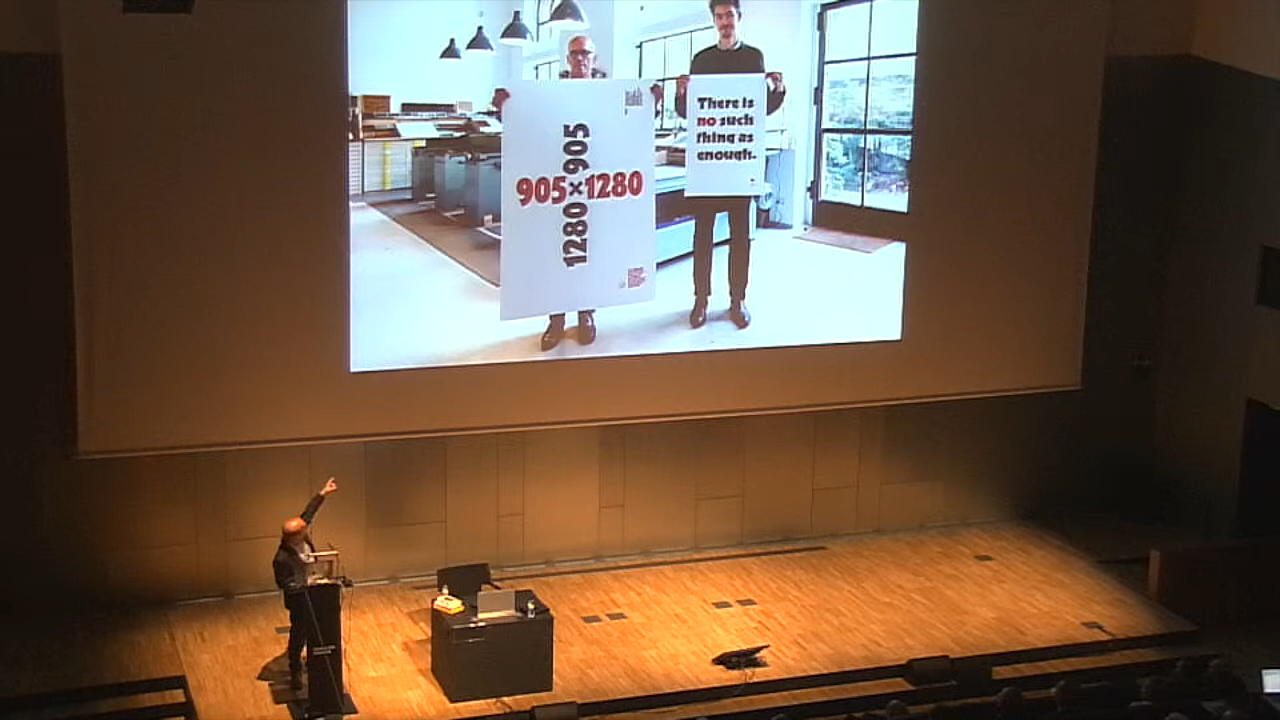 905×1280
1280×905
There is
no such
thing as
enough.